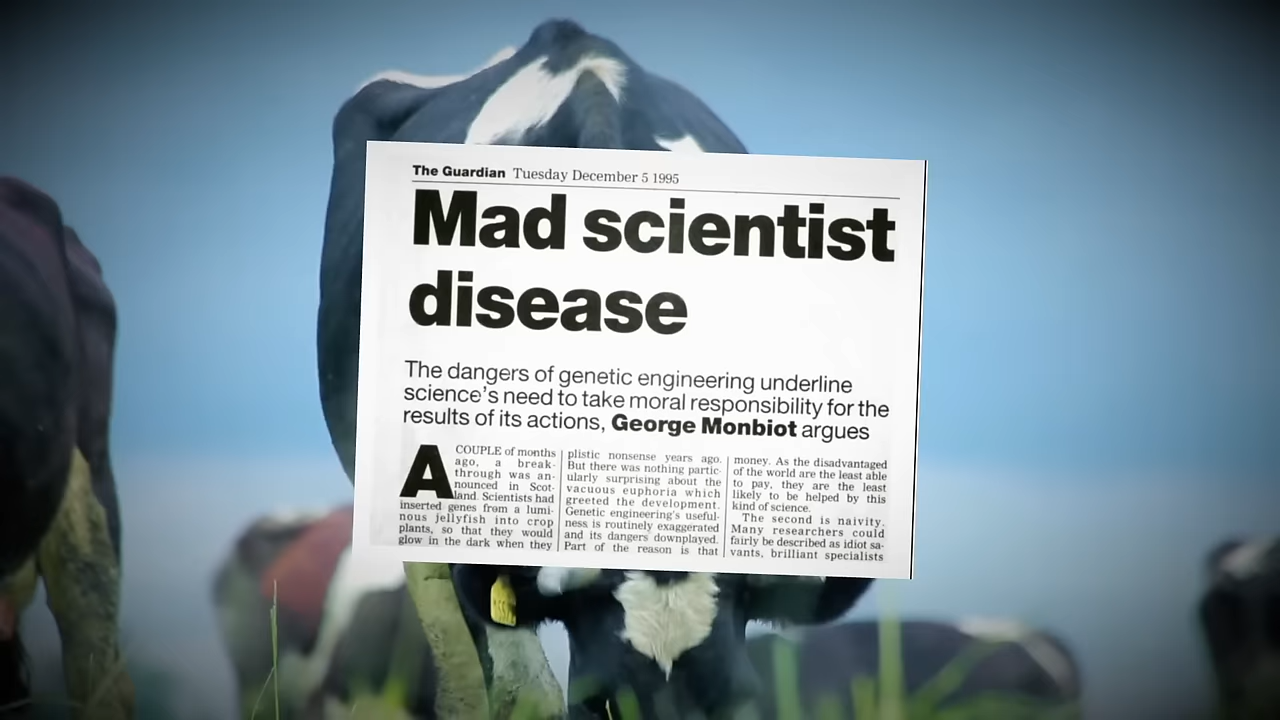 The Guardian Tuesday December 5 1995
Mad scientist
disease
The dangers of genetic engineering underline
science's need to take moral responsibility for the
results of its actions, George Monbiot argues
A COUPLE of months
ago, a break-
through was an-
nounced in Scot-
land. Scientists had
inserted genes from a lumi-
nous jellyfish into crop
plants, so that they would
glow in the dark when they
plistic nonsense years ago.
But there was nothing partic-
ularly surprising about the
vacuous euphoria which
greeted the development.
Genetic engineering's useful-
ness is routinely exaggerated
and its dangers downplayed.
Part of the reason is that
money. As the disadvantaged
of the world are the least able
to pay, they are the least
likely to be helped by this
kind of science.
The second is naivity.
Many researchers could
fairly be described as idiot sa-
vants, brilliant specialists